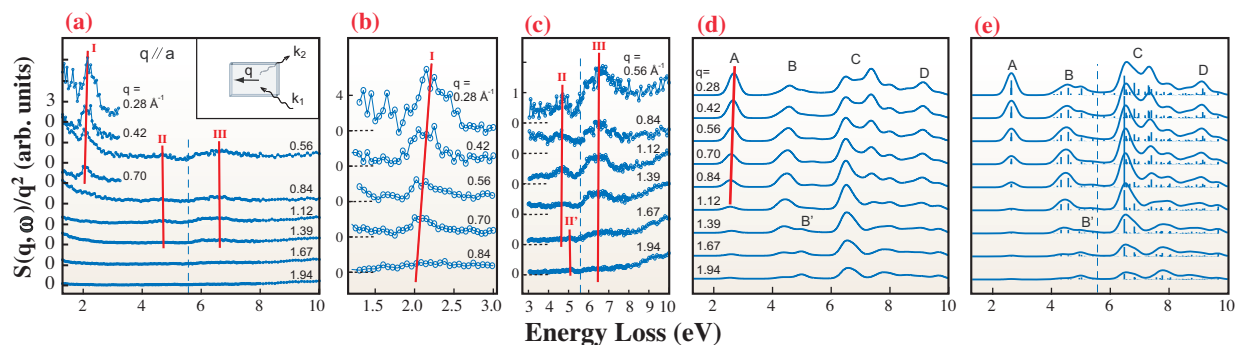 (a)
(b)
(c)
(d)
(e)
S(q, ω)/q² (arb. units)
I
q // a
q
k₂
k₁
q =
0.28 Å⁻¹
0.42
0.70
II
III
0.56
0.84
1.12
1.39
1.67
1.94
3
0
0
0
0
0
0
0
0
2
4
6
8
10
I
q =
0.28 Å⁻¹
0.42
0.56
0.70
0.84
4
0
0
0
0
0
1.5
2.0
2.5
3.0
III
II
q =
0.56 Å⁻¹
0.84
1.12
1.39
1.67
1.94
II'
1
0
0
0
0
0
0
3
4
5
6
7
8
9
10
A
B
C
D
q=
0.28
0.42
0.56
0.70
0.84
1.12
1.39
1.67
1.94
B'
2
4
6
8
10
A
B
C
D
B'
2
4
6
8
10
Energy Loss (eV)